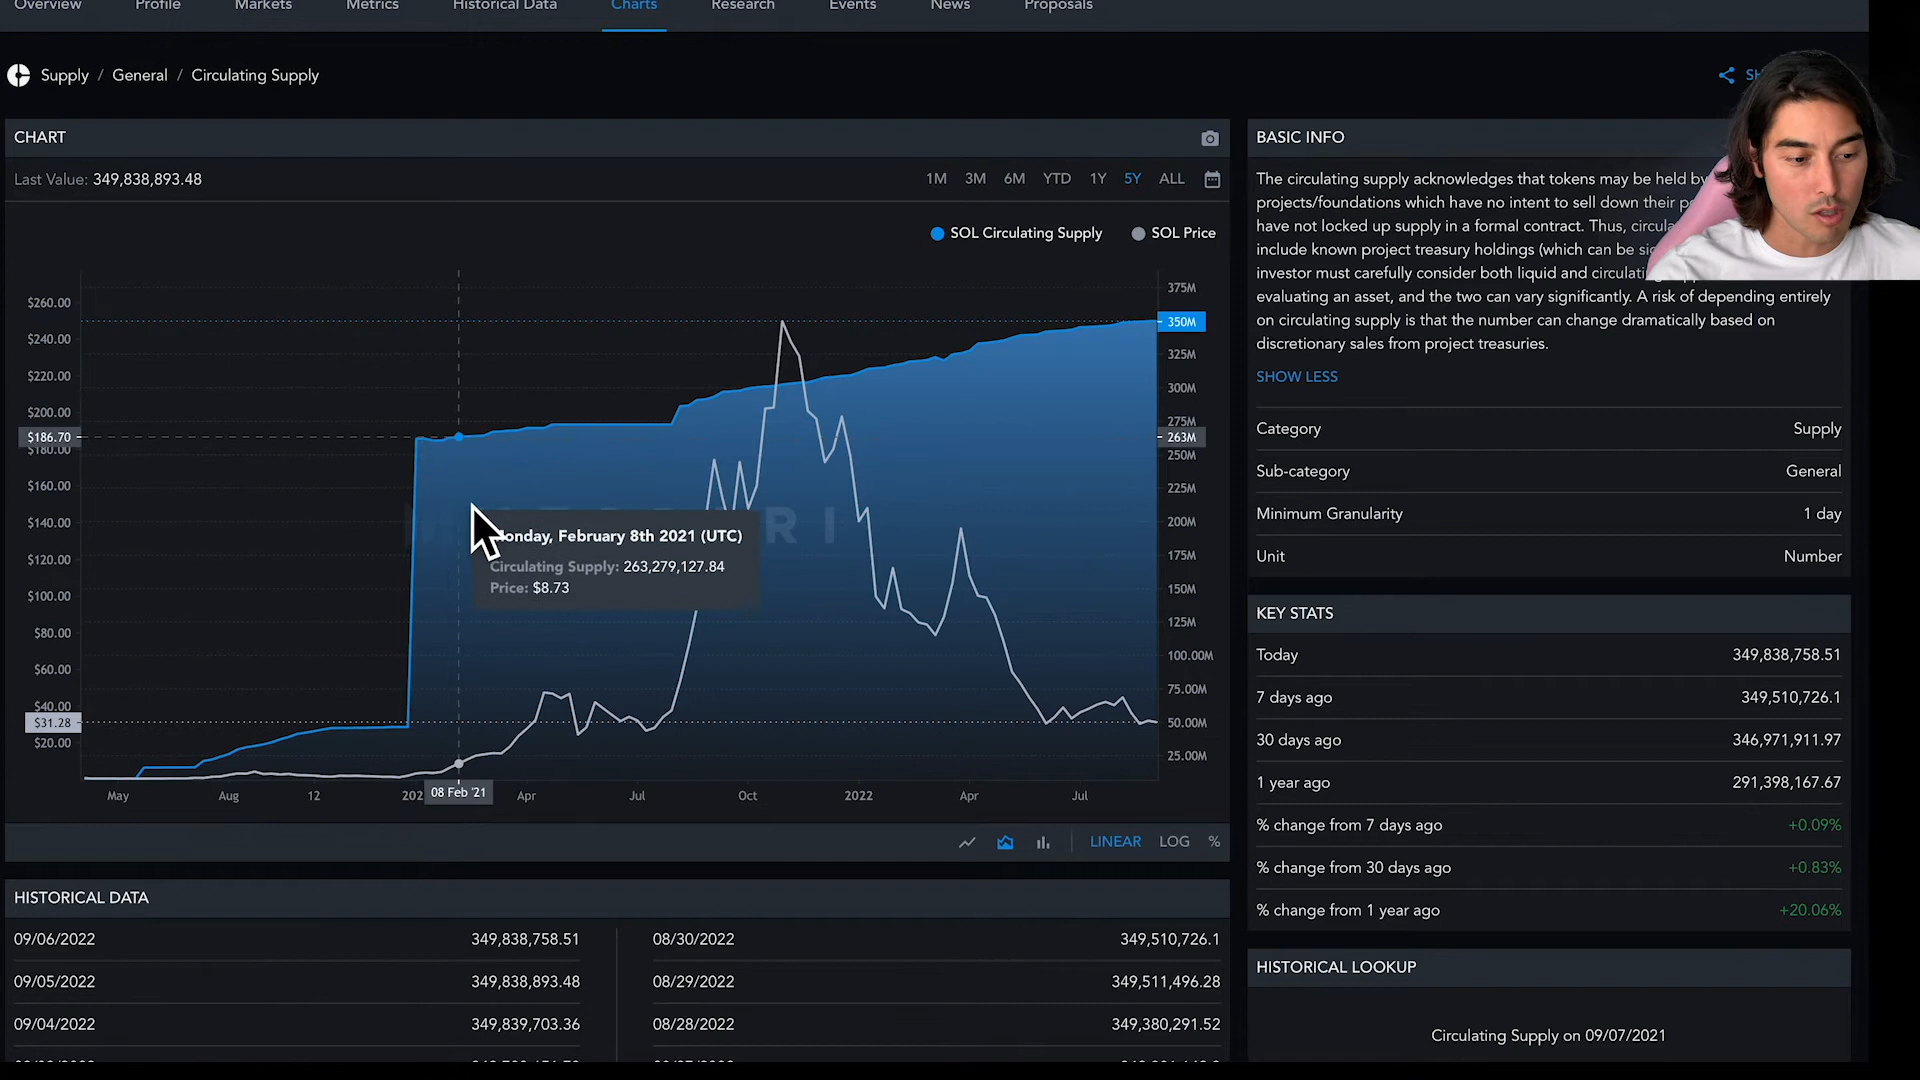 Overview Profile Markets Metrics Historical Data Charts Research Events News Proposals
Supply / General / Circulating Supply
CHART
Last Value: 349,838,893.48
1M 3M 6M YTD 1Y 5Y ALL
SOL Circulating Supply SOL Price
$260.00
$240.00
$220.00
$200.00
$186.70
$180.00
$160.00
$140.00
$120.00
$100.00
$80.00
$60.00
$40.00
$31.28
$20.00
375M
350M
325M
300M
275M
263M
250M
225M
200M
175M
150M
125M
100.00M
75.00M
50.00M
25.00M
February 8th 2021 (UTC)
Circulating Supply: 263,279,127.84
Price: $8.73
May Aug 12 08 Feb '21 Apr Jul Oct 2022 Apr Jul
LINEAR LOG %
HISTORICAL DATA
09/06/2022 349,838,758.51 08/30/2022 349,510,726.1
09/05/2022 349,838,893.48 08/29/2022 349,511,496.28
09/04/2022 349,839,703.36 08/28/2022 349,380,291.52
BASIC INFO
The circulating supply acknowledges that tokens may be held by
projects/foundations which have no intent to sell down their
have not locked up supply in a formal contract. Thus,
include known project treasury holdings (which can be
investor must carefully consider both liquid and
evaluating an asset, and the two can vary significantly. A risk of depending entirely
on circulating supply is that the number can change dramatically based on
discretionary sales from project treasuries.
SHOW LESS
Category Supply
Sub-category General
Minimum Granularity 1 day
Unit Number
KEY STATS
Today 349,838,758.51
7 days ago 349,510,726.1
30 days ago 346,971,911.97
1 year ago 291,398,167.67
% change from 7 days ago +0.09%
% change from 30 days ago +0.83%
% change from 1 year ago +20.06%
HISTORICAL LOOKUP
Circulating Supply on 09/07/2021